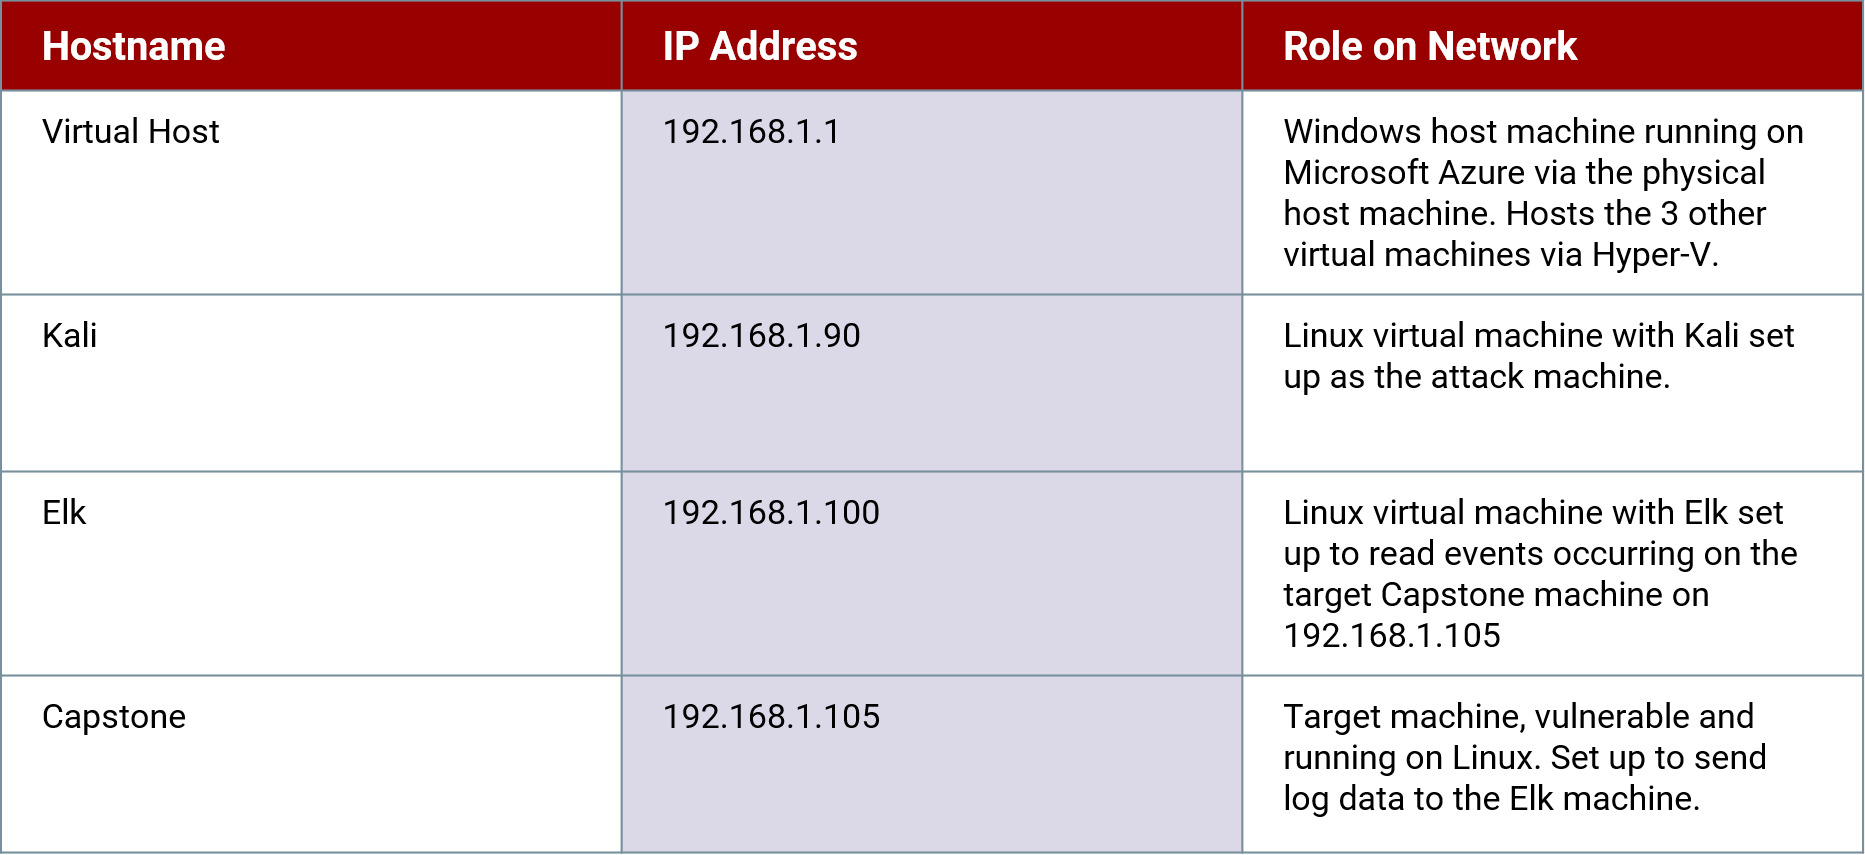 Hostname
IP Address
Role on Network
Virtual Host
192.168.1.1
Windows host machine running on
Microsoft Azure via the physical
host machine. Hosts the 3 other
virtual machines via Hyper-V.
Kali
192.168.1.90
Linux virtual machine with Kali set
up as the attack machine.
Elk
192.168.1.100
Linux virtual machine with Elk set
up to read events occurring on the
target Capstone machine on
192.168.1.105
Capstone
192.168.1.105
Target machine, vulnerable and
running on Linux. Set up to send
log data to the Elk machine.